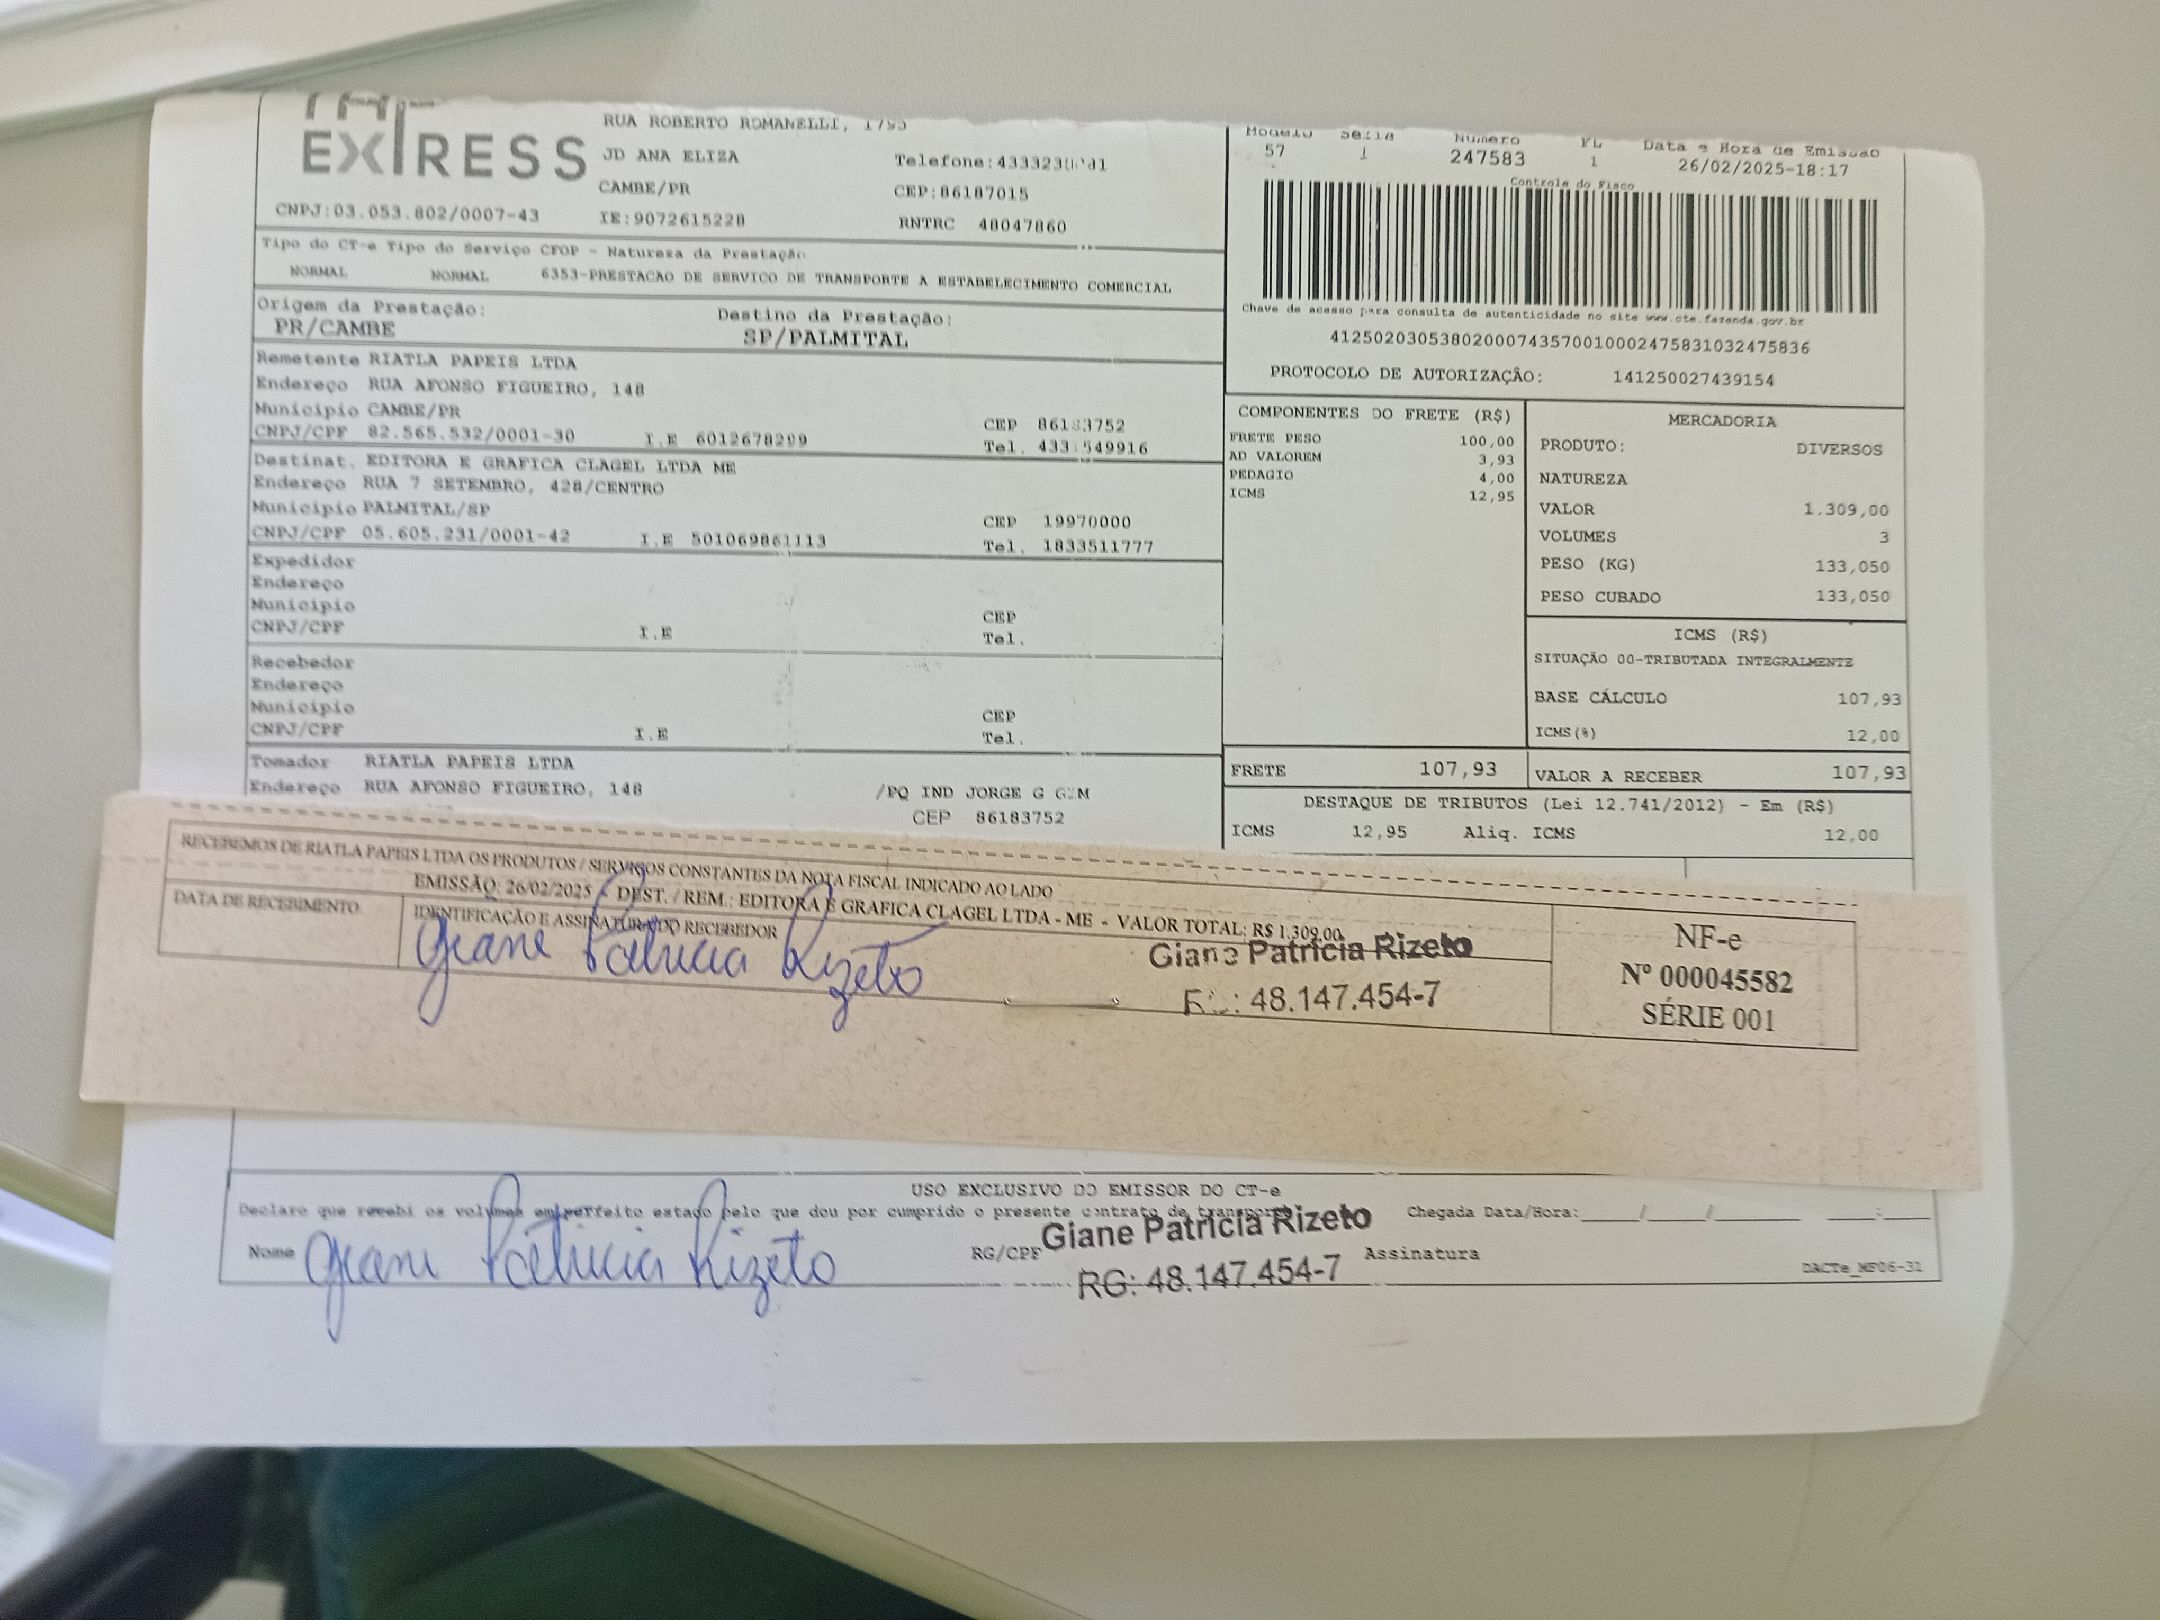 EXPRESS
RUA ROBERTO ROMANELLI, 1795
JD ANA ELIZA
CAMBE/PR
CEP:86187015
CNPJ:03.053.802/0007-43
IE:9072615228
RNTRC 48047860
Modelo Serie Numero FL Data e Hora de Emissao
57 1 247583 1 26/02/2025-18:17
Controle do Fisco
Chave de acesso para consulta de autenticidade no site www.cte.fazenda.gov.br
41250203053802000743570010002475831032475836
PROTOCOLO DE AUTORIZAÇÃO: 141250027439154
Tipo do CT-e Tipo do Serviço CFOP - Natureza da Prestação
NORMAL NORMAL 6353-PRESTACAO DE SERVICO DE TRANSPORTE A ESTABELECIMENTO COMERCIAL
Origem da Prestação: Destino da Prestação:
PR/CAMBE SP/PALMITAL
Remetente RIATLA PAPEIS LTDA
Endereço RUA AFONSO FIGUEIRO, 148
Município CAMBE/PR CEP 86183752
CNPJ/CPF 82.565.532/0001-30 I.E 6012678299 Tel.
Destinat. EDITORA E GRAFICA CLAGEL LTDA ME
Endereço RUA 7 SETEMBRO, 428/CENTRO
Município PALMITAL/SP CEP 19970000
CNPJ/CPF 05.605.231/0001-42 I.E 501069861113 Tel. 1833511777
Expedidor
Endereço
Município CEP
CNPJ/CPF I.E Tel.
Recebedor
Endereço
Município CEP
CNPJ/CPF I.E Tel.
Tomador RIATLA PAPEIS LTDA
Endereço RUA AFONSO FIGUEIRO, 148 /PQ IND JORGE G
CEP 86183752
COMPONENTES DO FRETE (R$)
FRETE PESO 100,00
AD VALOREM 3,93
PEDAGIO 4,00
ICMS 12,95
MERCADORIA
PRODUTO: DIVERSOS
NATUREZA
VALOR 1.309,00
VOLUMES 3
PESO (KG) 133,050
PESO CUBADO 133,050
ICMS (R$)
SITUAÇÃO 00-TRIBUTADA INTEGRALMENTE
BASE CÁLCULO 107,93
ICMS(%) 12,00
FRETE 107,93 VALOR A RECEBER 107,93
DESTAQUE DE TRIBUTOS (Lei 12.741/2012) - Em (R$)
ICMS 12,95 Aliq. ICMS 12,00
RECEBEMOS DE RIATLA PAPEIS LTDA OS PRODUTOS / SERVIÇOS CONSTANTES DA NOTA FISCAL INDICADO AO LADO
EMISSÃO: 26/02/2025 - DEST. / REM.: EDITORA E GRAFICA CLAGEL LTDA - ME - VALOR TOTAL: R$ 1.309,00
DATA DE RECEBIMENTO
IDENTIFICAÇÃO E ASSINATURA DO RECEBEDOR
Giane Patricia Rizeto
Giane Patrícia Rizeto
RG: 48.147.454-7
NF-e
Nº 000045582
SÉRIE 001
USO EXCLUSIVO DO EMISSOR DO CT-e
Declaro que recebi os volumes em perfeito estado pelo que dou por cumprido o presente contrato de transporte
Chegada Data/Hora:____/____/________ ____:____
Nome Giane Patricia Rizeto
RG/CPF
Giane Patrícia Rizeto
RG: 48.147.454-7
Assinatura
DACTe_MF06-31